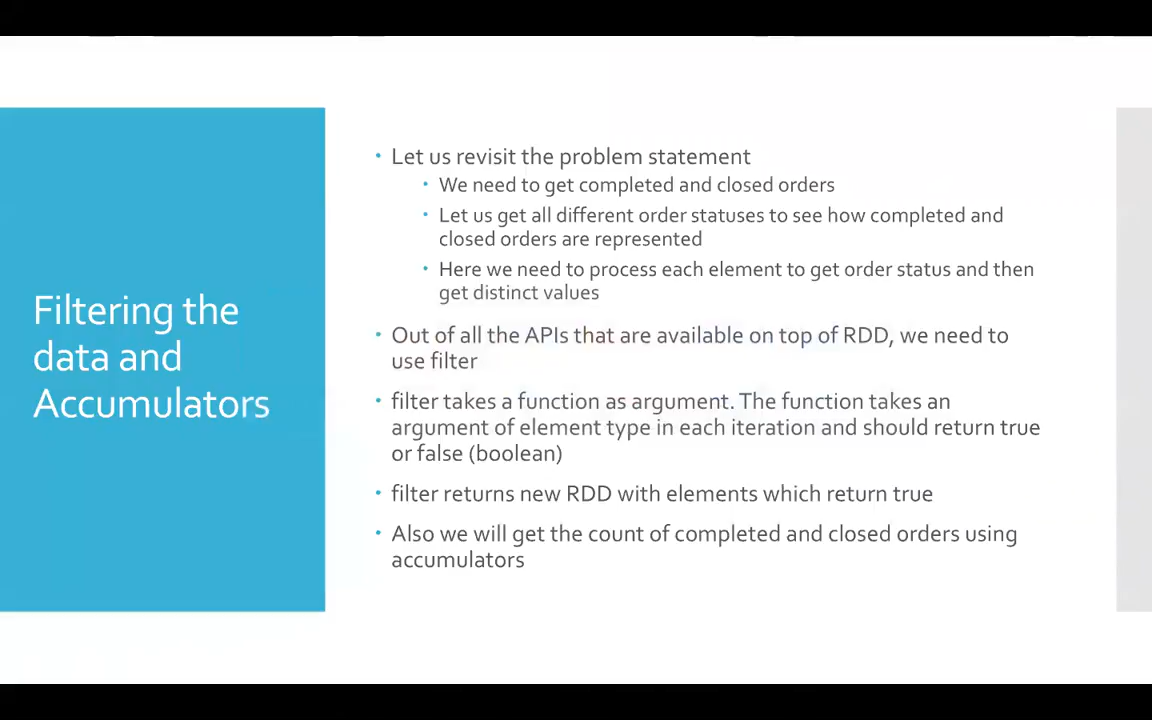 Filtering the
data and
Accumulators
• Let us revisit the problem statement
• We need to get completed and closed orders
• Let us get all different order statuses to see how completed and
closed orders are represented
• Here we need to process each element to get order status and then
get distinct values
• Out of all the APIs that are available on top of RDD, we need to
use filter
• filter takes a function as argument. The function takes an
argument of element type in each iteration and should return true
or false (boolean)
• filter returns new RDD with elements which return true
• Also we will get the count of completed and closed orders using
accumulators